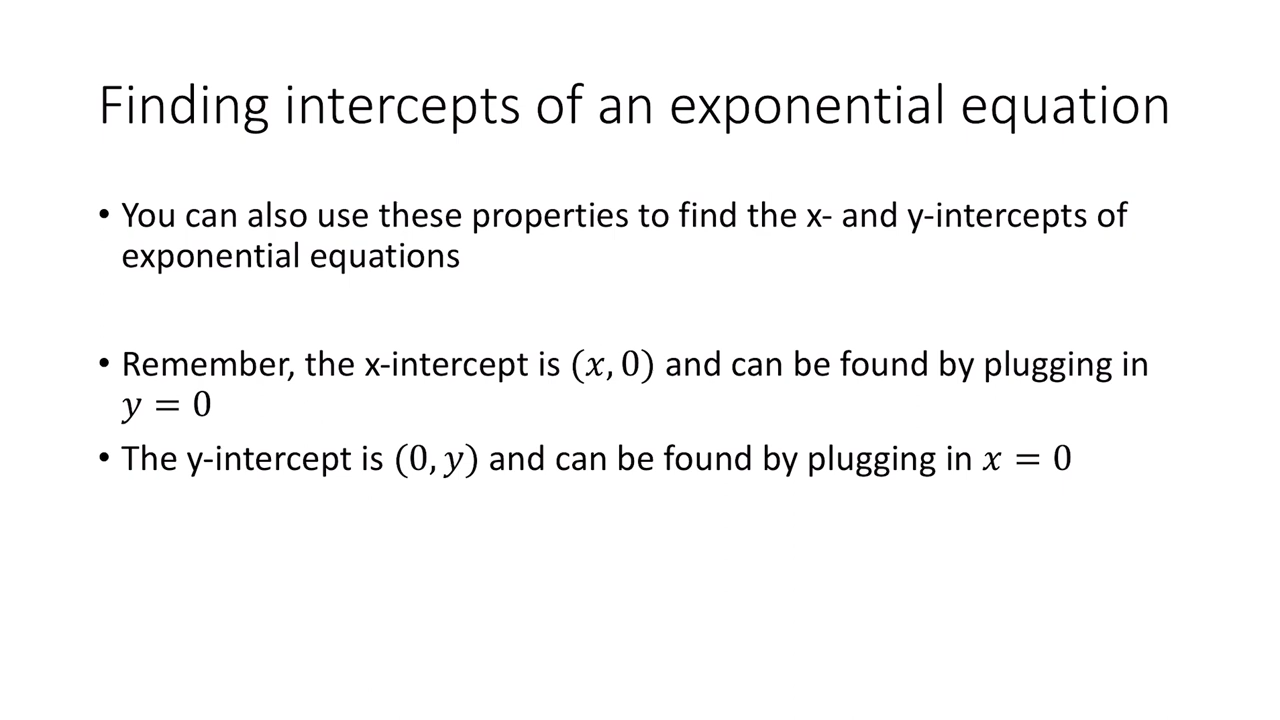 Finding intercepts of an exponential equation
• You can also use these properties to find the x- and y-intercepts of
exponential equations
• Remember, the x-intercept is (𝑥, 0) and can be found by plugging in
𝑦 = 0
• The y-intercept is (0, 𝑦) and can be found by plugging in 𝑥 = 0